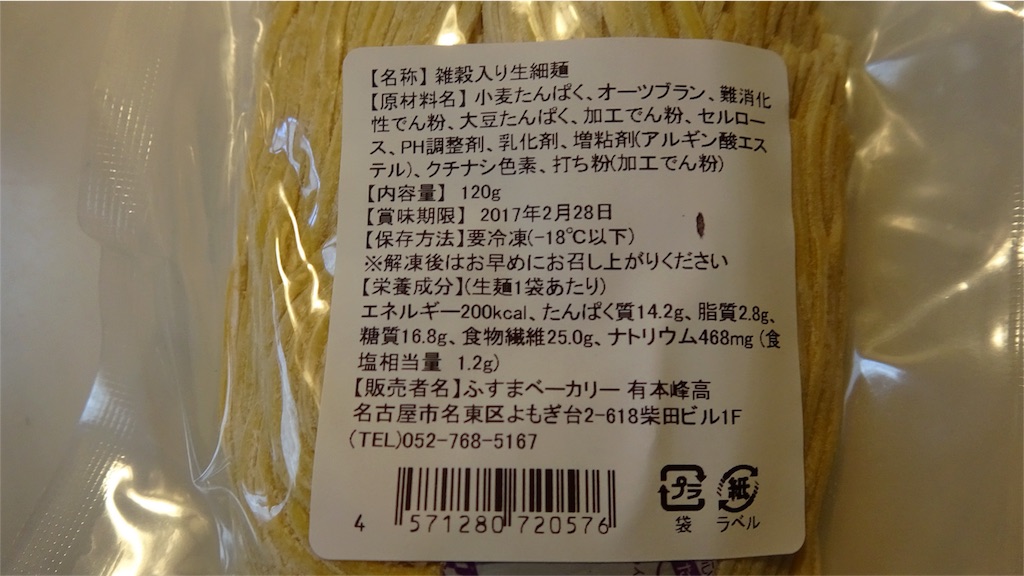 【名称】雑穀入り生細麺
【原材料名】小麦たんぱく、オーツブラン、難消化
性でん粉、大豆たんぱく、加工でん粉、セルロー
ス、PH調整剤、乳化剤、増粘剤(アルギン酸エス
テル)、クチナシ色素、打ち粉(加工でん粉)
【内容量】 120g
【賞味期限】 2017年2月28日
【保存方法】要冷凍(-18℃以下)
※解凍後はお早めにお召し上がりください
【栄養成分】(生麺1袋あたり)
エネルギー200kcal、たんぱく質14.2g、脂質2.8g、
糖質16.8g、食物繊維25.0g、ナトリウム468mg (食
塩相当量 1.2g)
【販売者名】ふすまベーカリー 有本峰高
名古屋市名東区よもぎ台2-618柴田ビル1F
(TEL)052-768-5167
4 571280 720576
プラ 紙
袋 ラベル